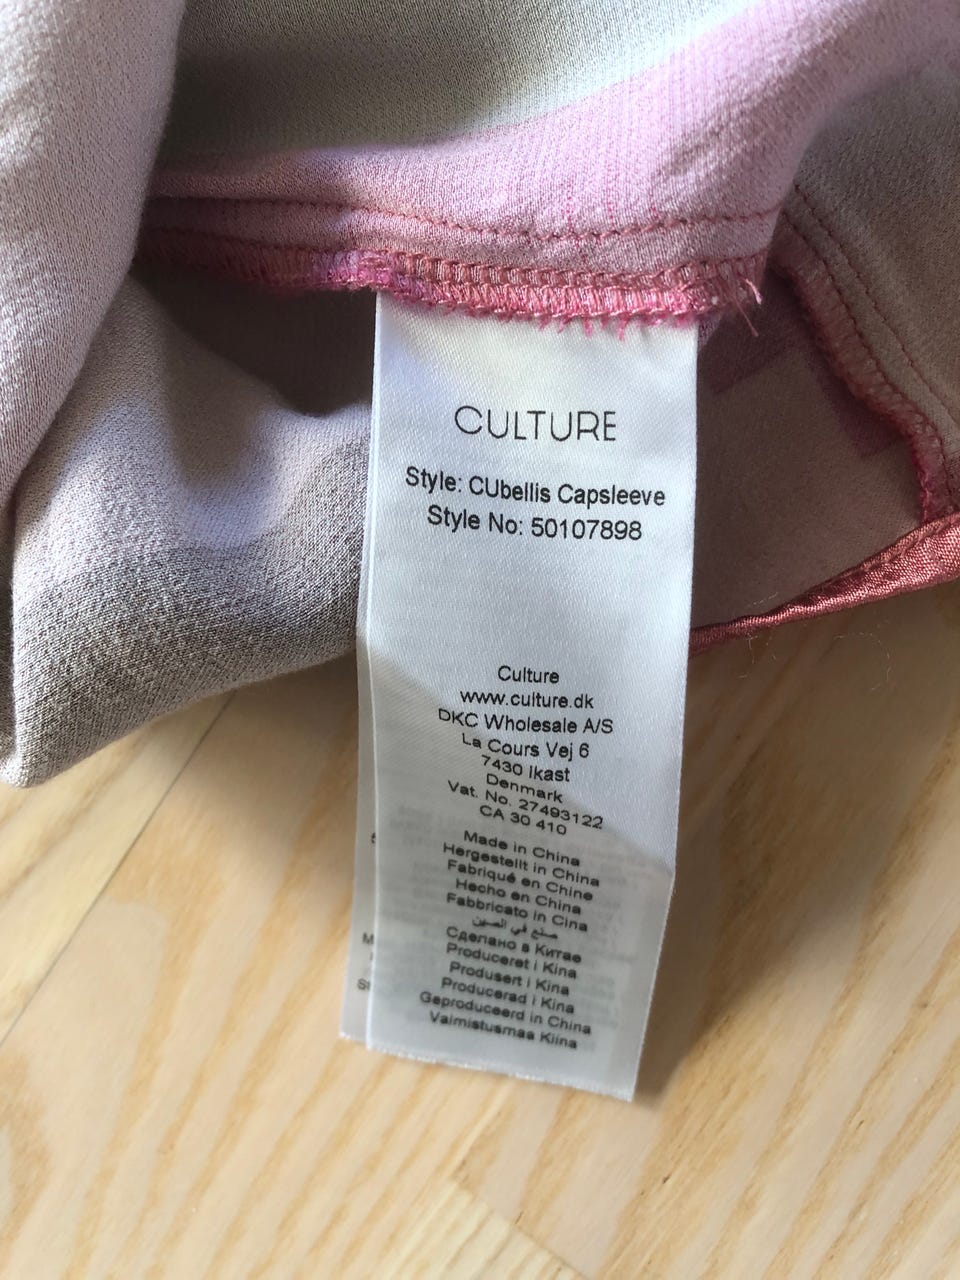 CULTURE
Style: CUbellis Capsleeve
Style No: 50107898
Culture
www.culture.dk
DKC Wholesale A/S
La Cours Vej 6
7430 Ikast
Denmark
Vat. No. 27493122
CA 30 410
Made in China
Hergestellt in China
Fabriqué en Chine
Hecho en China
Fabbricato in Cina
صنع في الصين
Сделано в Китае
Produceret i Kina
Produsert i Kina
Producerad i Kina
Geproduceerd in China
Valmistusmaa Kiina